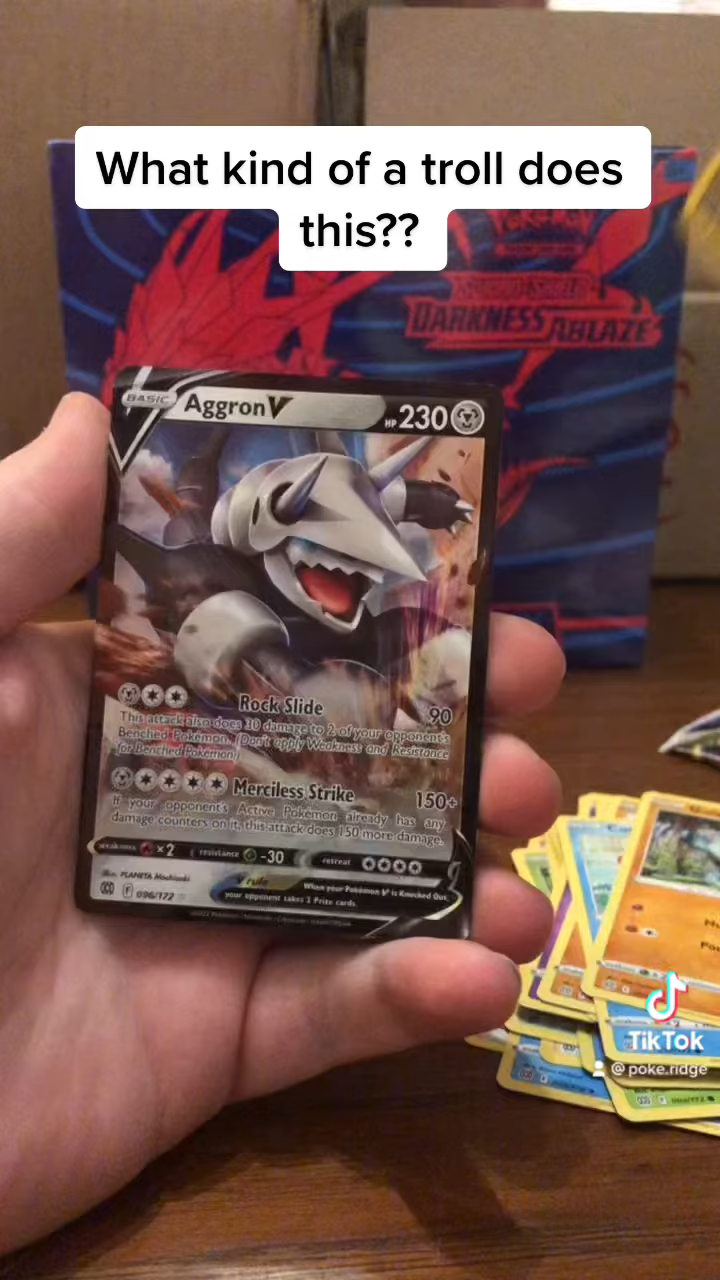 What kind of a troll does
this??
POKÉMON
DARKNESS ABLAZE
BASIC
Aggron V
HP 230
Rock Slide 90
This attack also does 30 damage to 2 of your opponent's
Benched Pokémon. (Don't apply Weakness and Resistance
for Benched Pokémon.)
Merciless Strike 150+
If your opponent's Active Pokémon already has any
damage counters on it, this attack does 150 more damage.
weakness ×2 resistance -30 retreat
Illus. PLANETA Mochizuki
V rule When your Pokémon V is Knocked Out,
your opponent takes 2 Prize cards.
F 096/172
TikTok
@ poke.ridge